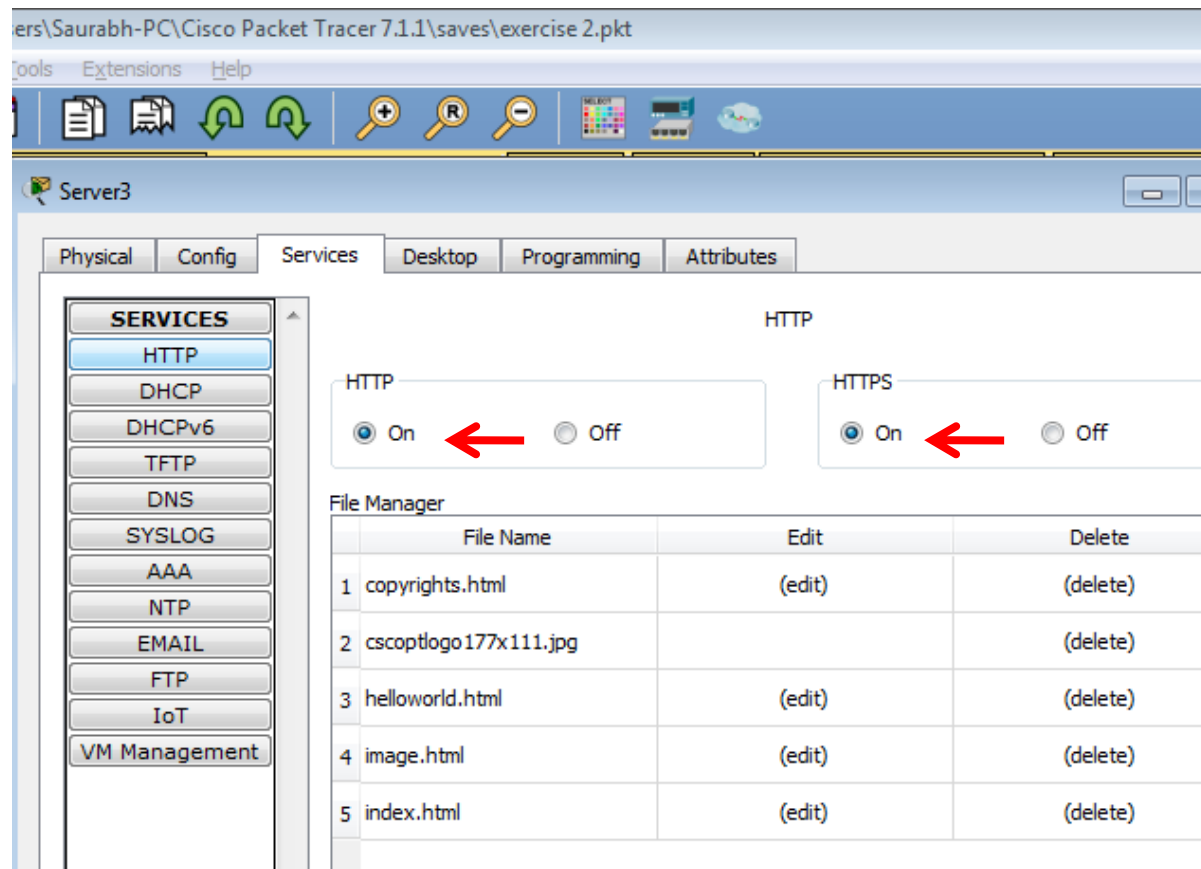 ers\Saurabh-PC\Cisco Packet Tracer 7.1.1\saves\exercise 2.pkt
Tools Extensions Help
SELECT
R
Server3
Physical Config Services Desktop Programming Attributes
SERVICES
HTTP
DHCP
DHCPv6
TFTP
DNS
SYSLOG
AAA
NTP
EMAIL
FTP
IoT
VM Management
HTTP
HTTP
On Off
HTTPS
On Off
File Manager
File Name Edit Delete
1 copyrights.html (edit) (delete)
2 cscoptlogo177x111.jpg (delete)
3 helloworld.html (edit) (delete)
4 image.html (edit) (delete)
5 index.html (edit) (delete)